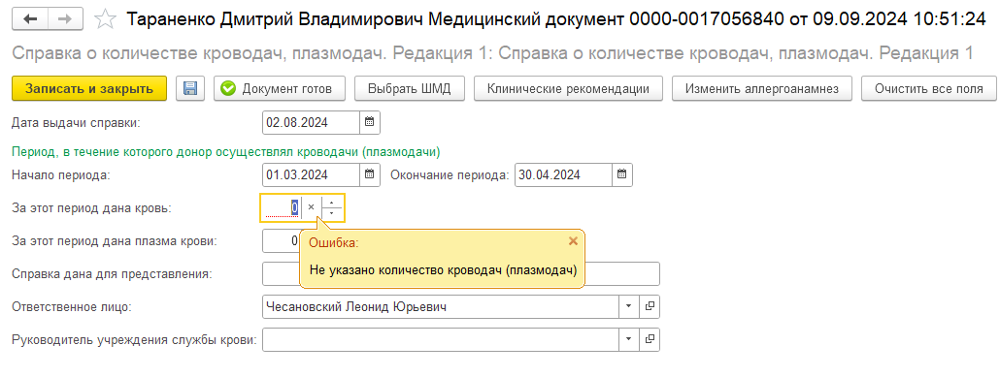 Тараненко Дмитрий Владимирович Медицинский документ 0000-0017056840 от 09.09.2024 10:51:24
Справка о количестве кроводач, плазмодач. Редакция 1: Справка о количестве кроводач, плазмодач. Редакция 1
Записать и закрыть Документ готов Выбрать ШМД Клинические рекомендации Изменить аллергоанамнез Очистить все поля
Дата выдачи справки: 02.08.2024
Период, в течение которого донор осуществлял кроводачи (плазмодачи)
Начало периода: 01.03.2024 Окончание периода: 30.04.2024
За этот период дана кровь: 0
За этот период дана плазма крови: 0
Ошибка:
Не указано количество кроводач (плазмодач)
Справка дана для представления:
Ответственное лицо: Чесановский Леонид Юрьевич
Руководитель учреждения службы крови: